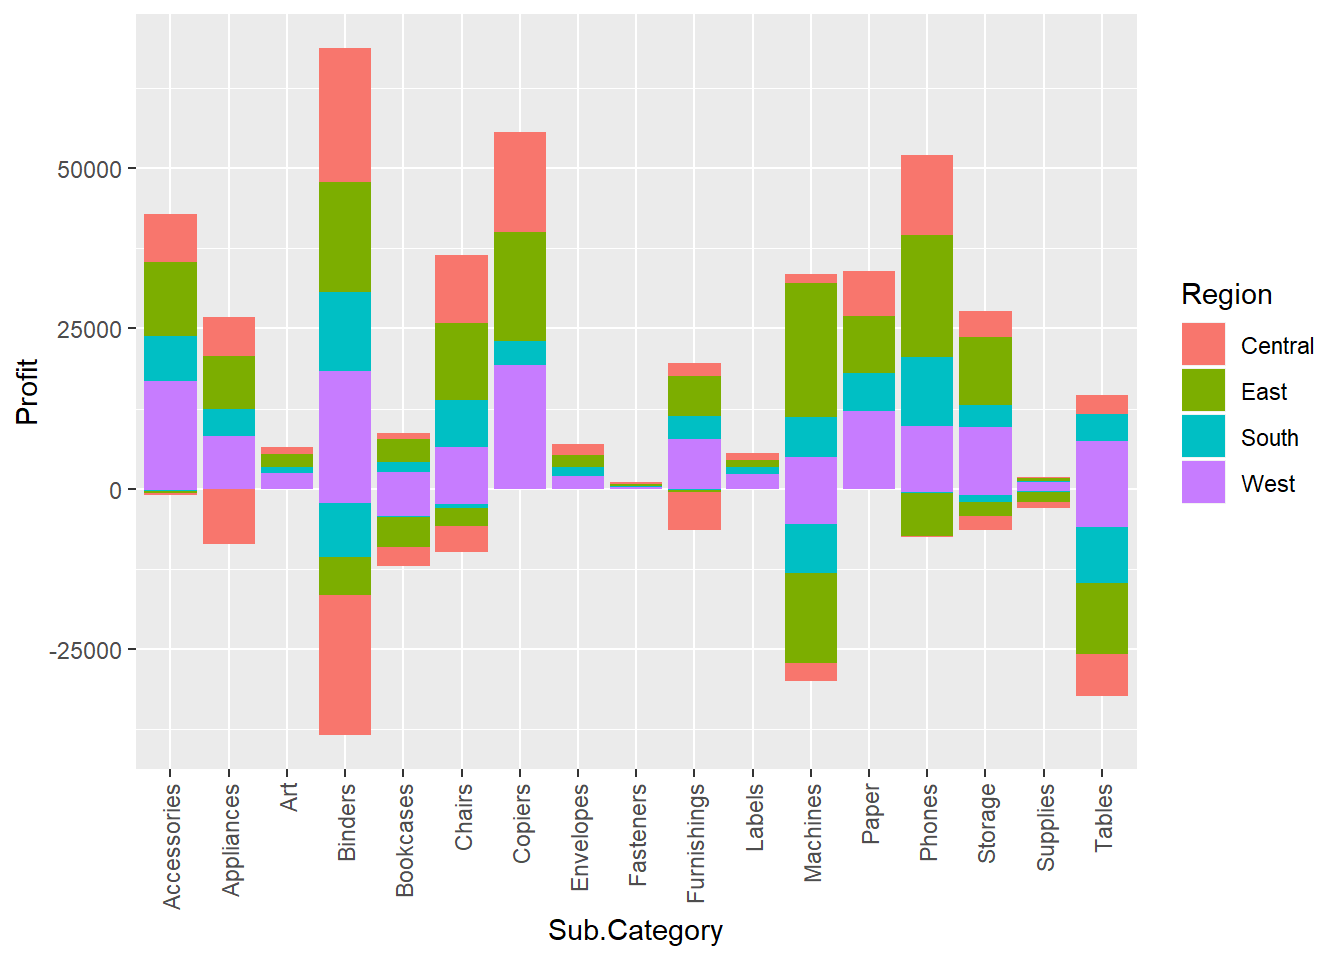 50000
25000
0
-25000
Profit
Accessories
Appliances
Art
Binders
Bookcases
Chairs
Copiers
Envelopes
Fasteners
Furnishings
Labels
Machines
Paper
Phones
Storage
Supplies
Tables
Sub.Category
Region
Central
East
South
West